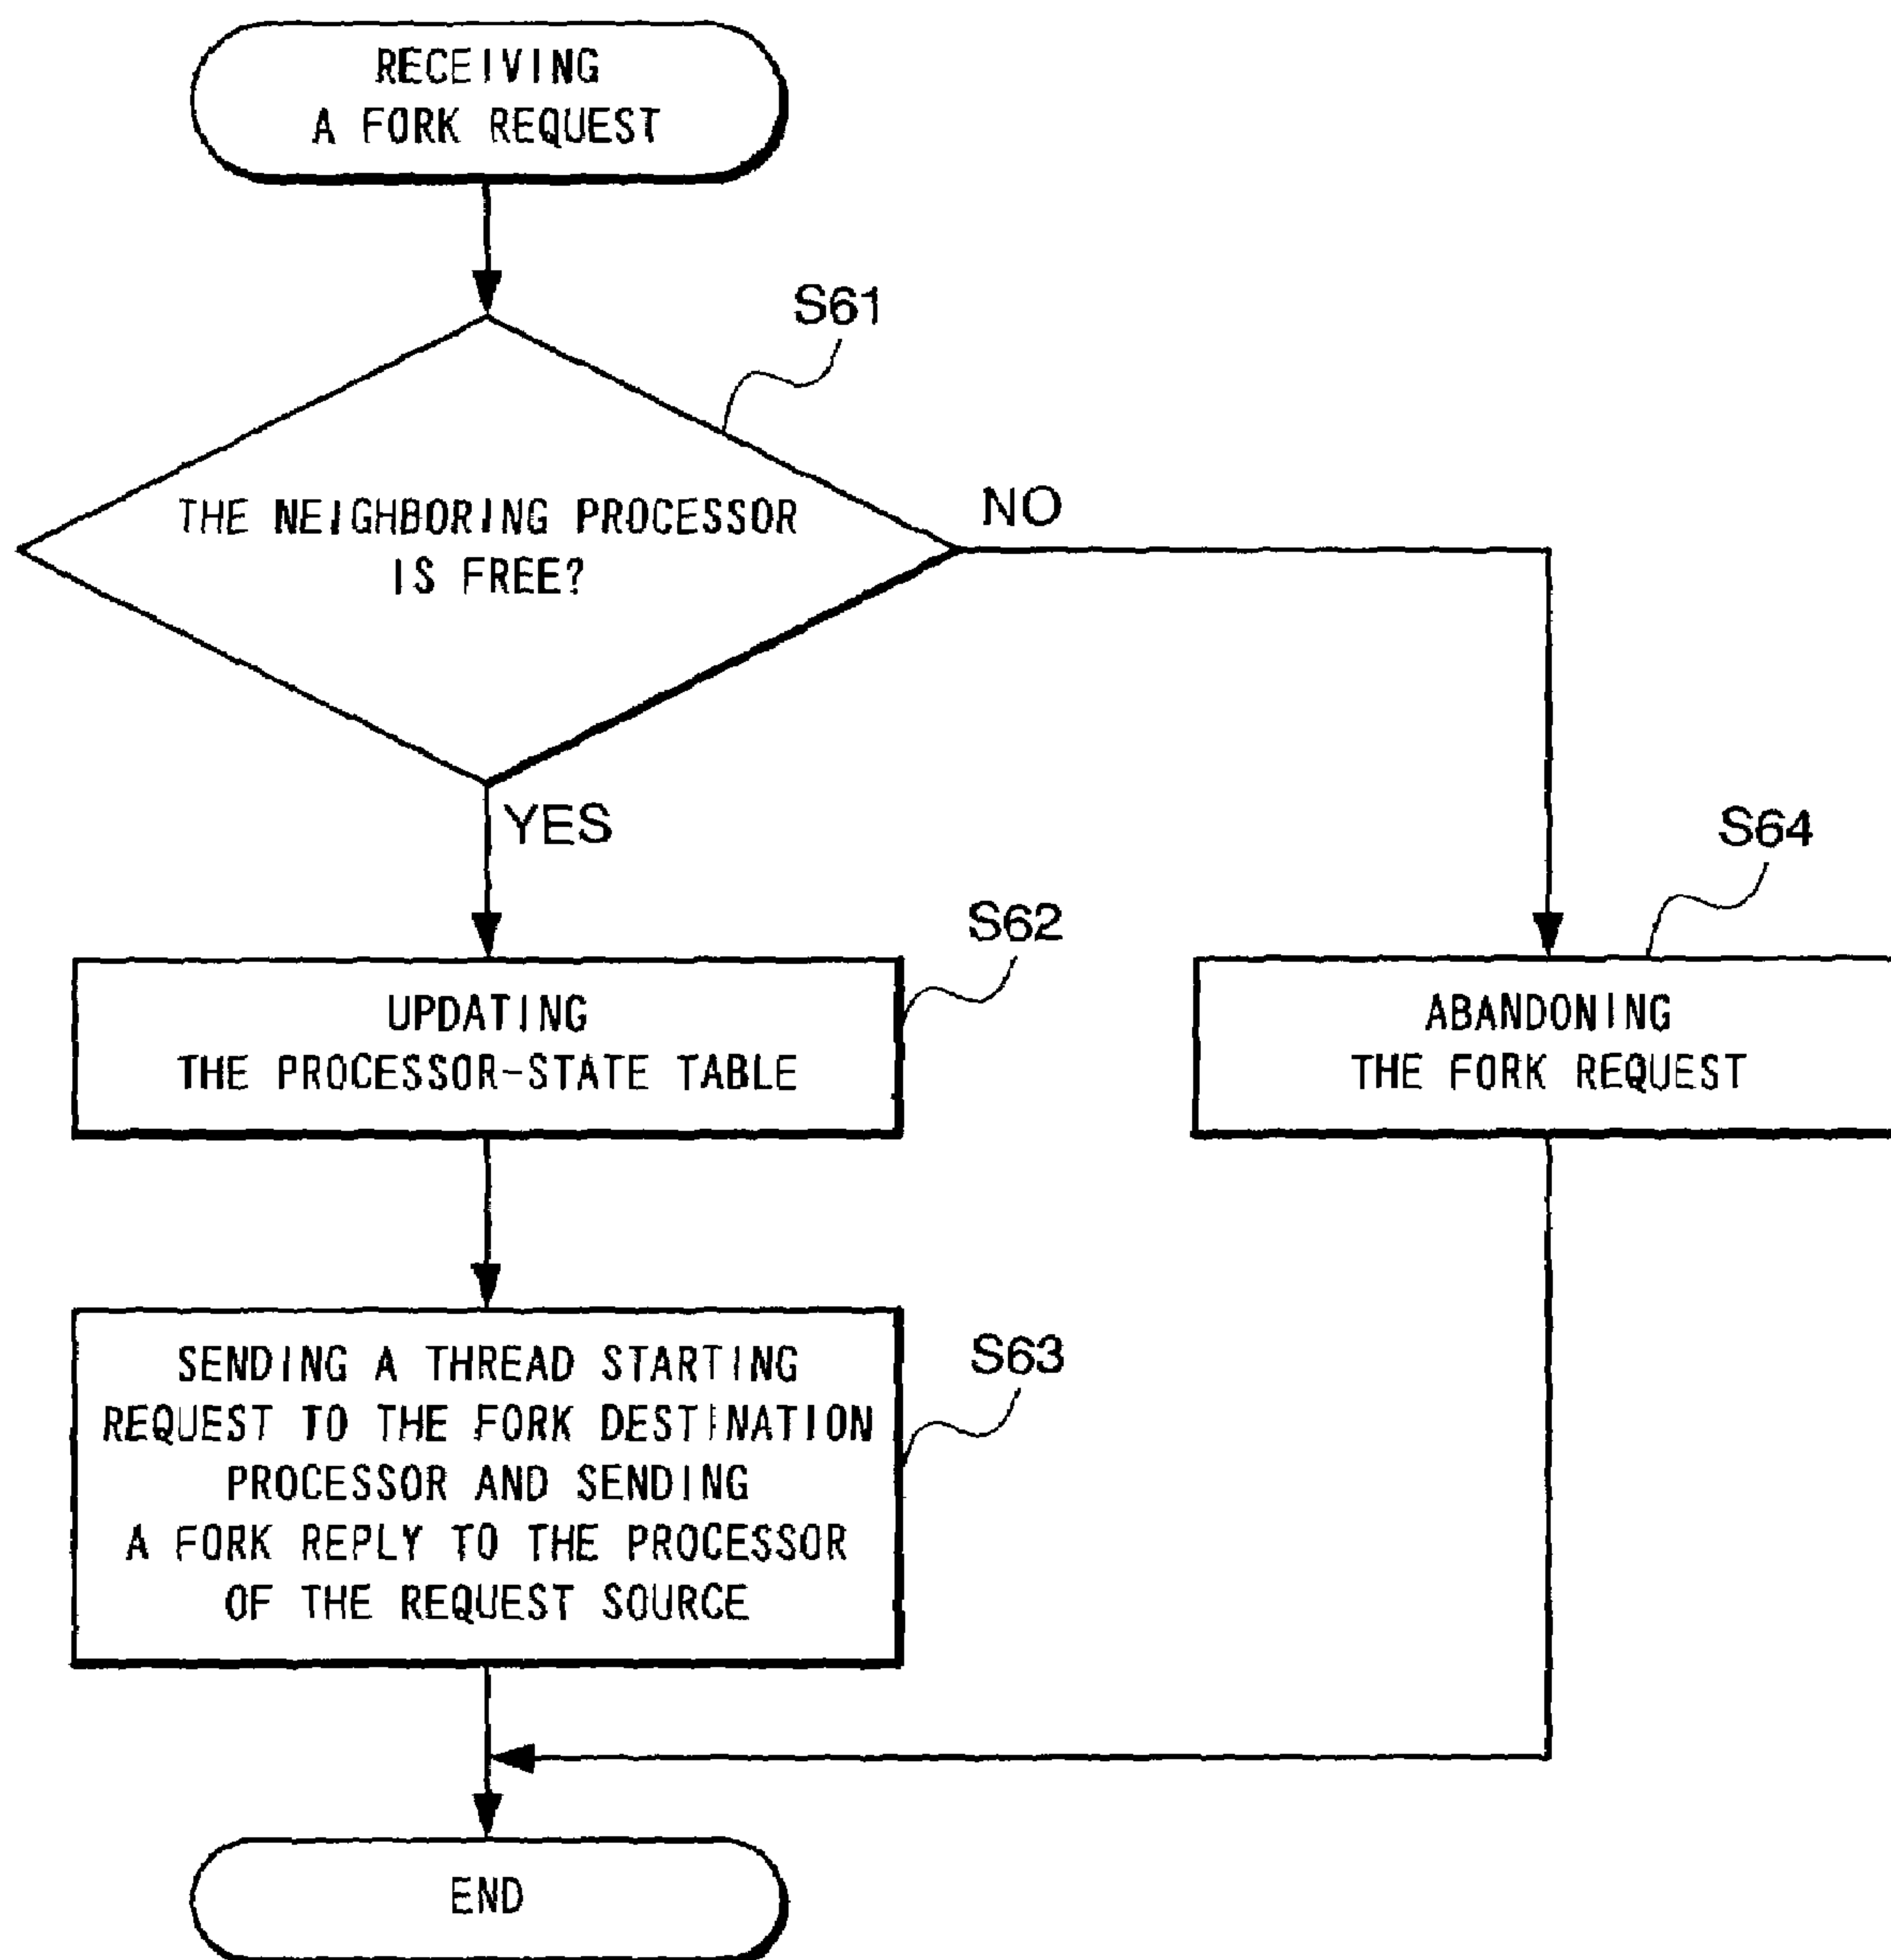 RECEIVING
A FORK REQUEST
S61
THE NEIGHBORING PROCESSOR
IS FREE?
NO
YES
S62
UPDATING
THE PROCESSOR-STATE TABLE
S64
ABANDONING
THE FORK REQUEST
S63
SENDING A THREAD STARTING
REQUEST TO THE FORK DESTINATION
PROCESSOR AND SENDING
A FORK REPLY TO THE PROCESSOR
OF THE REQUEST SOURCE
END